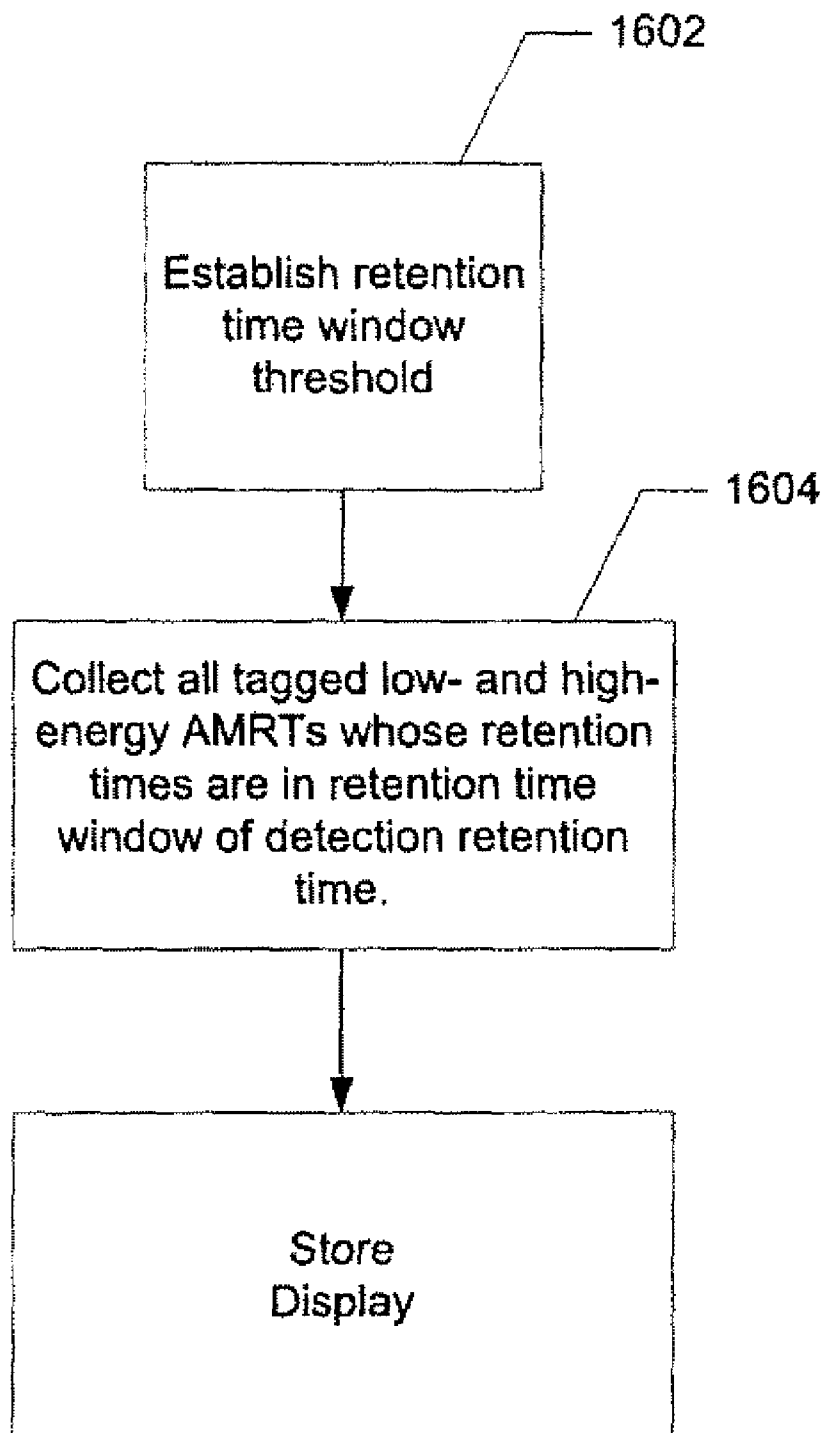 1602
Establish retention
time window
threshold
1604
Collect all tagged low- and high-
energy AMRTs whose retention
times are in retention time
window of detection retention
time.
Store
Display